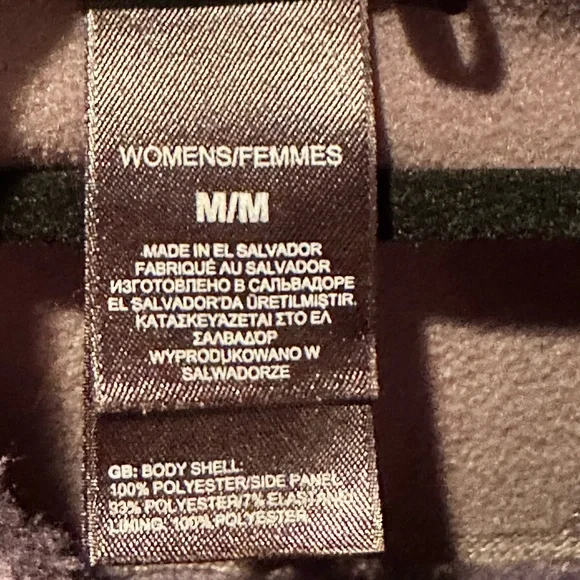 WOMENS/FEMMES
M/M
MADE IN EL SALVADOR
FABRIQUÉ AU SALVADOR
ИЗГОТОВЛЕНО В САЛЬВАДОРЕ
EL SALVADOR'DA ÜRETILMIŞTIR.
ΚΑΤΑΣΚΕΥΑΖΕΤΑΙ ΣΤΟ ΕΛ
ΣΑΛΒΑΔΟΡ
WYPRODUKOWANO W
SALWADORZE
GB: BODY SHELL:
100% POLYESTER/SIDE PANEL
93% POLYESTER/7% ELASTANE
LINING: 100% POLYESTER